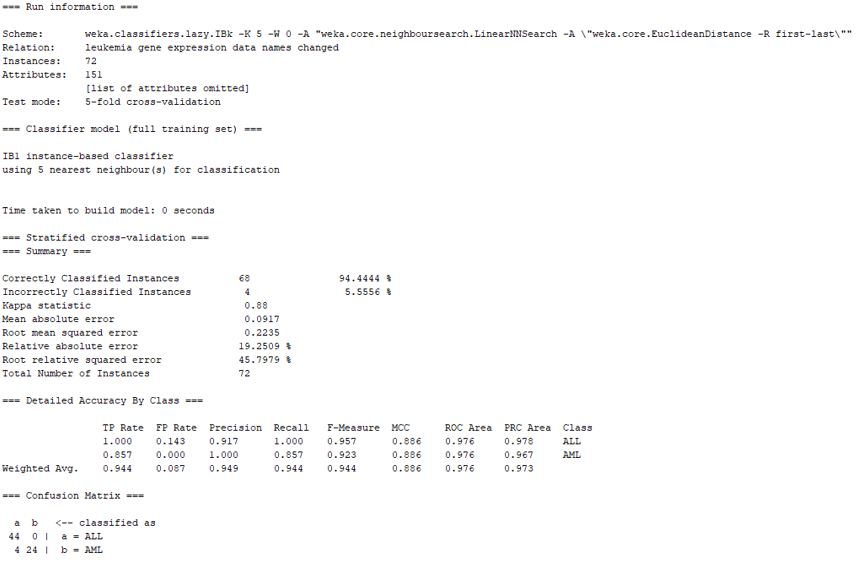 === Run information ===
Scheme: weka.classifiers.lazy.IBk -K 5 -W 0 -A "weka.core.neighboursearch.LinearNNSearch -A \"weka.core.EuclideanDistance -R first-last\""
Relation: leukemia gene expression data names changed
Instances: 72
Attributes: 151
[list of attributes omitted]
Test mode: 5-fold cross-validation
=== Classifier model (full training set) ===
IB1 instance-based classifier
using 5 nearest neighbour(s) for classification
Time taken to build model: 0 seconds
=== Stratified cross-validation ===
=== Summary ===
Correctly Classified Instances 68 94.4444 %
Incorrectly Classified Instances 4 5.5556 %
Kappa statistic 0.88
Mean absolute error 0.0917
Root mean squared error 0.2235
Relative absolute error 19.2509 %
Root relative squared error 45.7979 %
Total Number of Instances 72
=== Detailed Accuracy By Class ===
TP Rate FP Rate Precision Recall F-Measure MCC ROC Area PRC Area Class
1.000 0.143 0.917 1.000 0.957 0.886 0.976 0.978 ALL
0.857 0.000 1.000 0.857 0.923 0.886 0.976 0.967 AML
Weighted Avg. 0.944 0.087 0.949 0.944 0.944 0.886 0.976 0.973
=== Confusion Matrix ===
a b <-- classified as
44 0 | a = ALL
4 24 | b = AML